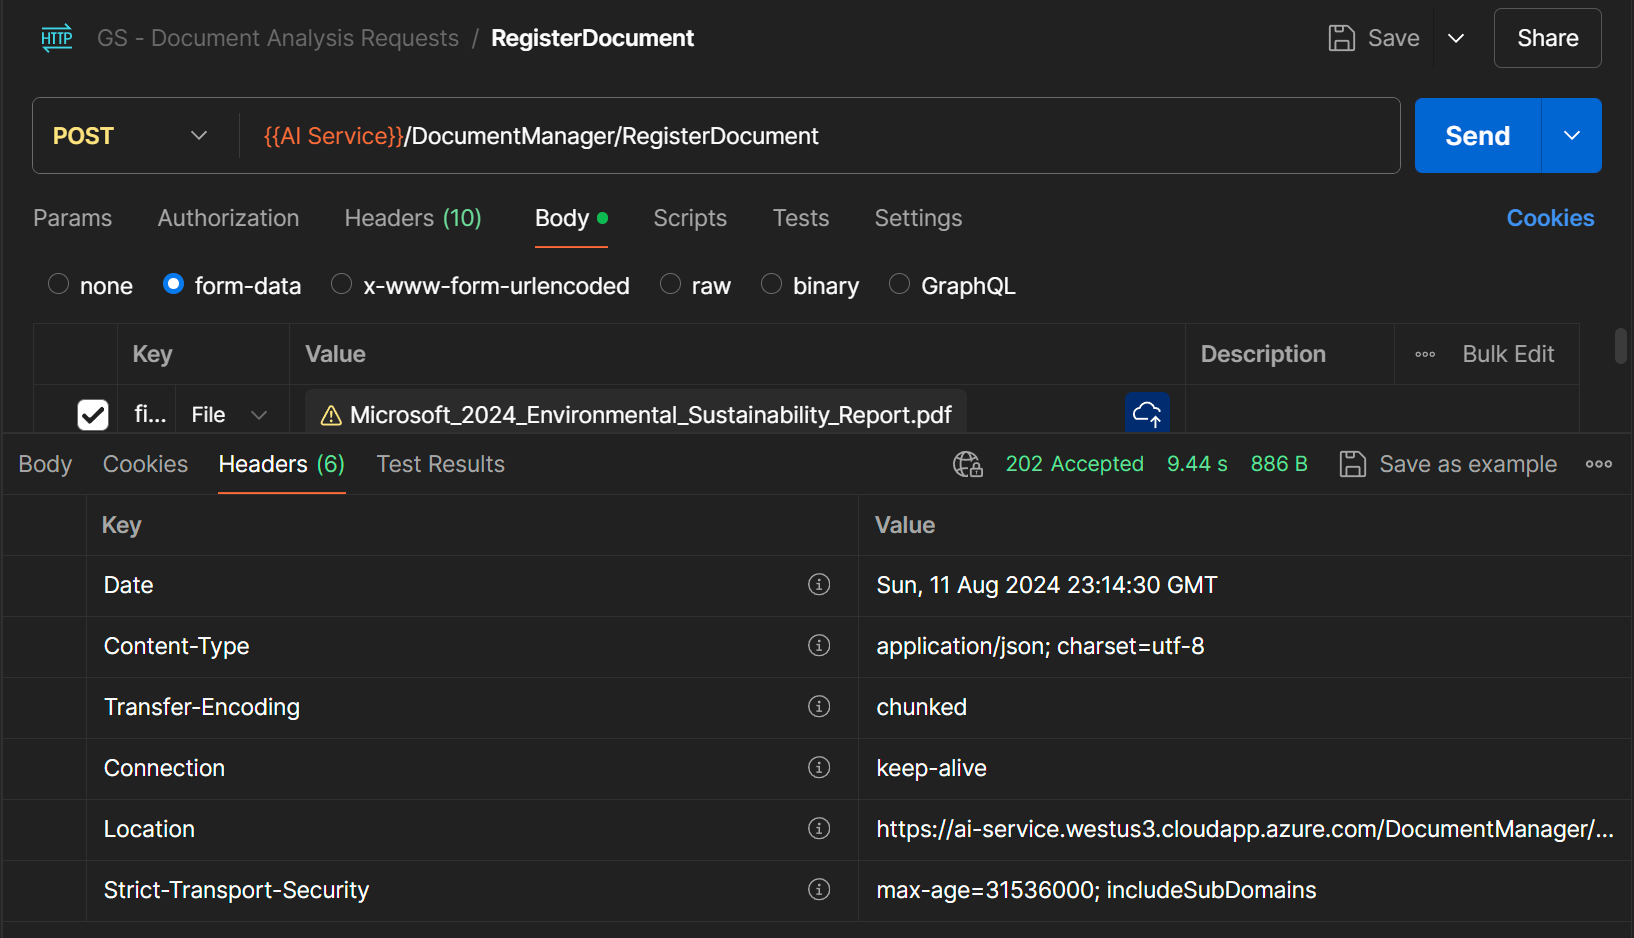 HTTP GS - Document Analysis Requests / RegisterDocument Save Share
POST {{AI Service}}/DocumentManager/RegisterDocument Send
Params Authorization Headers (10) Body Scripts Tests Settings Cookies
none form-data x-www-form-urlencoded raw binary GraphQL
Key Value Description Bulk Edit
fi... File Microsoft_2024_Environmental_Sustainability_Report.pdf
Body Cookies Headers (6) Test Results 202 Accepted 9.44 s 886 B Save as example
Key Value
Date Sun, 11 Aug 2024 23:14:30 GMT
Content-Type application/json; charset=utf-8
Transfer-Encoding chunked
Connection keep-alive
Location https://ai-service.westus3.cloudapp.azure.com/DocumentManager/...
Strict-Transport-Security max-age=31536000; includeSubDomains